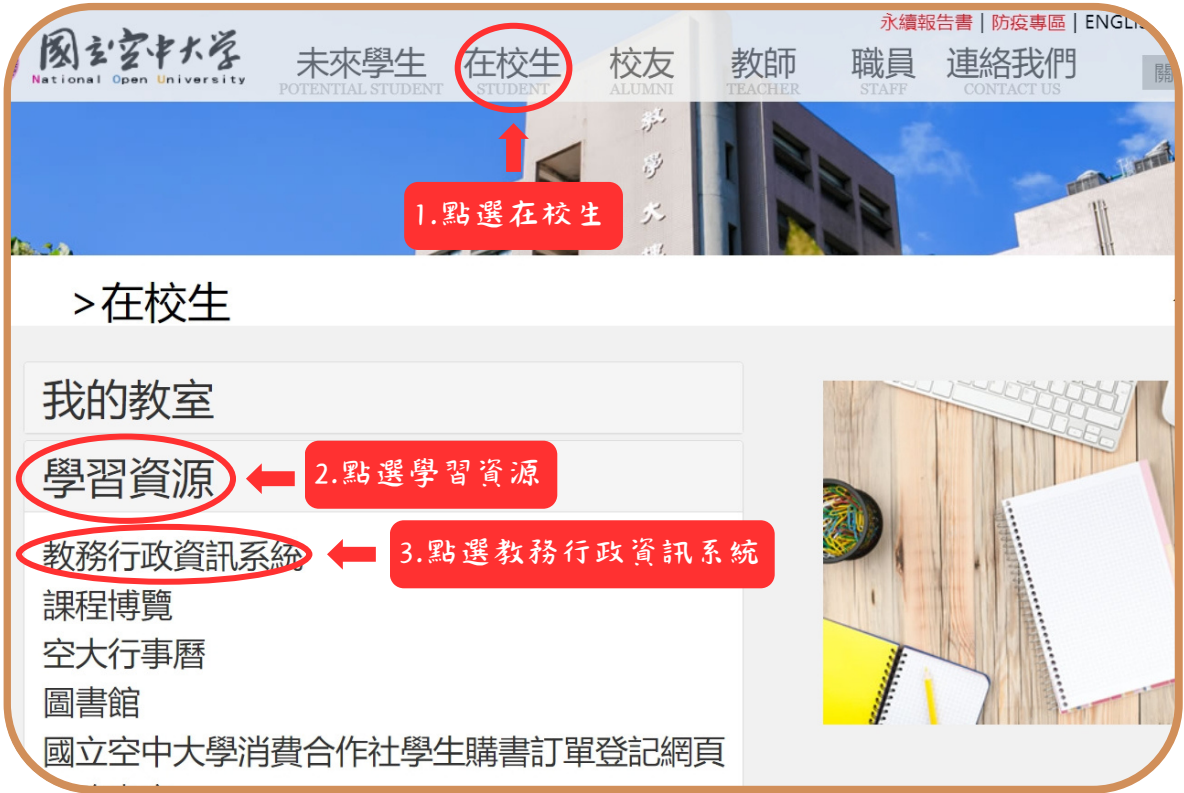 永續報告書 | 防疫專區 | ENGLIS
國立空中大学
National Open University
未來學生 在校生 校友 教師 職員 連絡我們
POTENTIAL STUDENT STUDENT ALUMNI TEACHER STAFF CONTACT US
教學大樓
1.點選在校生
>在校生
我的教室
學習資源
2.點選學習資源
教務行政資訊系統
3.點選教務行政資訊系統
課程博覽
空大行事曆
圖書館
國立空中大學消費合作社學生購書訂單登記網頁